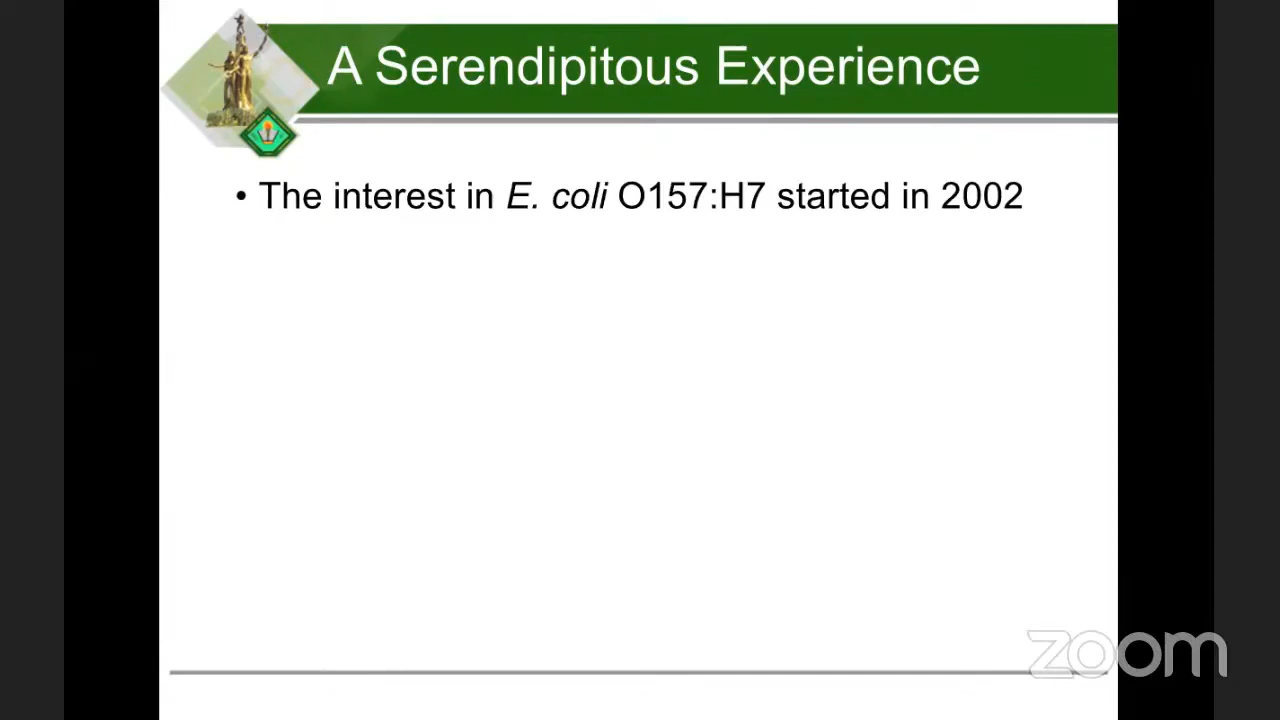 A Serendipitous Experience
• The interest in E. coli O157:H7 started in 2002
zoom